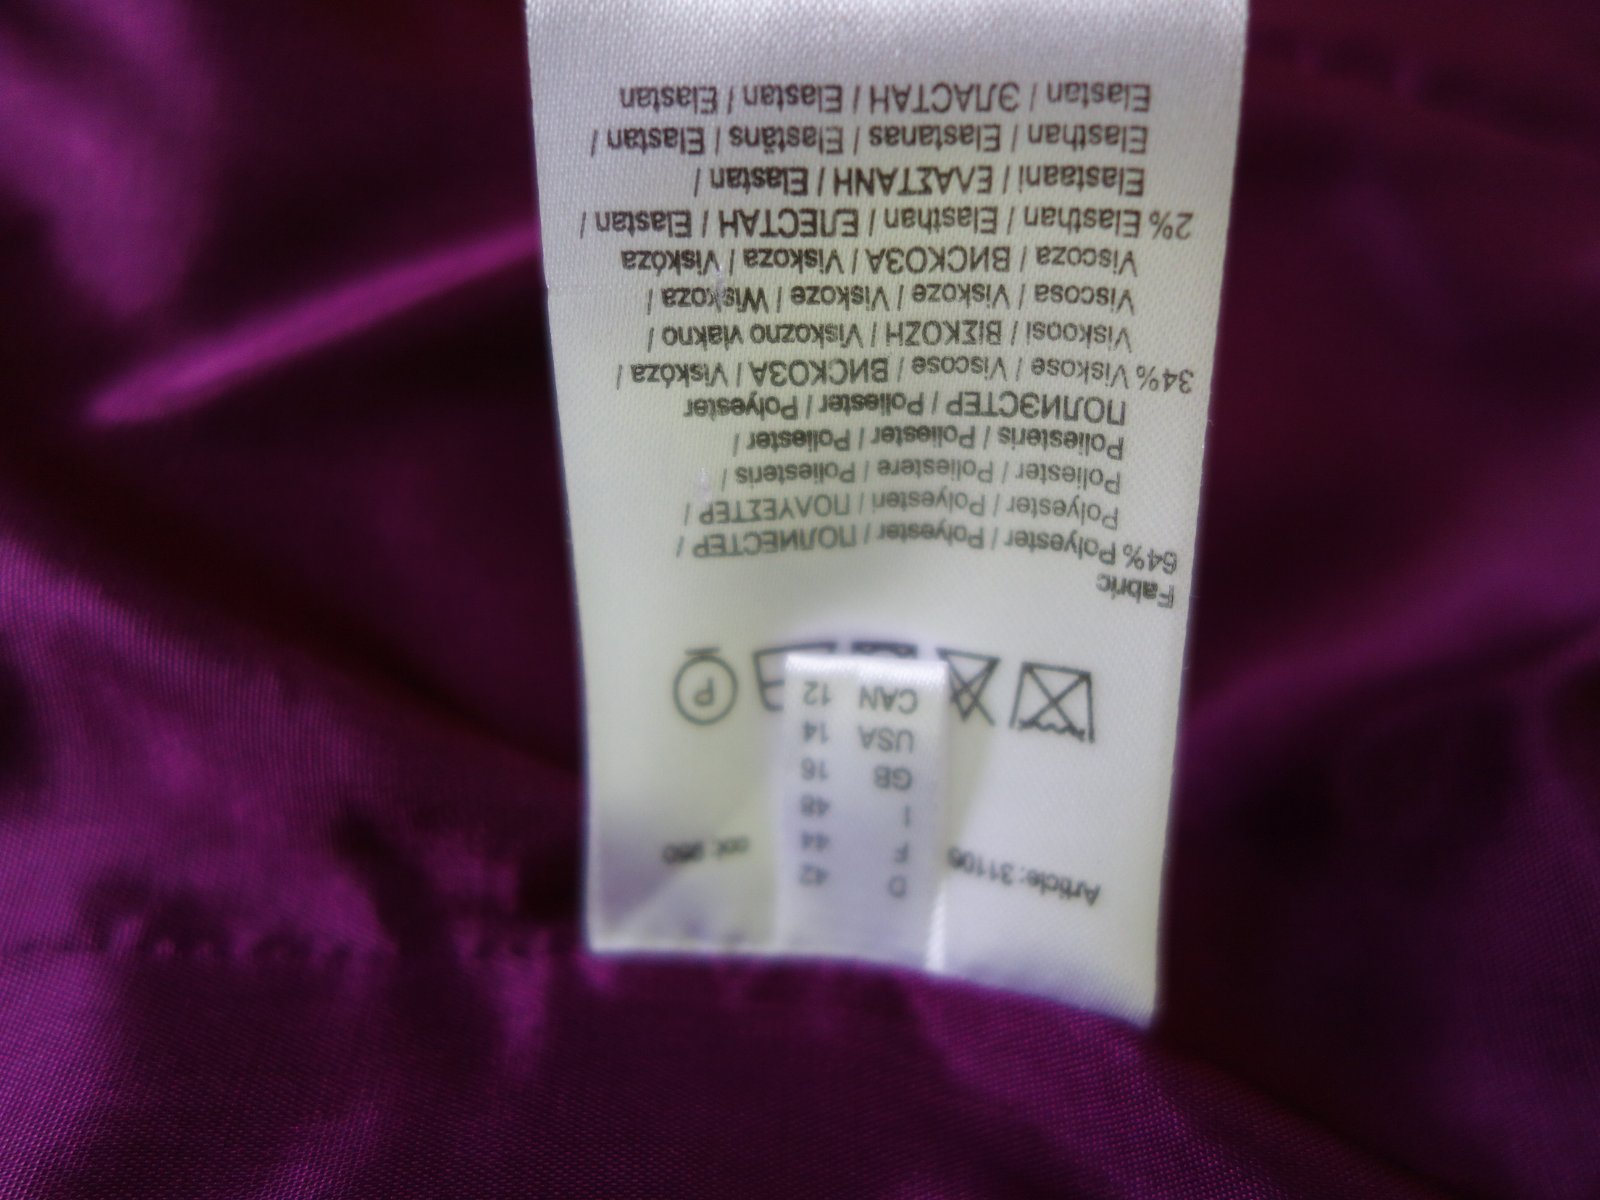 D 42
F 44
I 48
GB 16
USA 14
CAN 12
Fabric
64% Polyester / Polyester / ПОЛИЕСТЕР /
Polyester / Polyesteri / ΠΟΛΥΕΣΤΕΡ /
Poliester / Poliestere / Poliesteris /
Poliesteris / Poliester / Poliester /
ПОЛИЭСТЕР / Poliester / Polyester
34% Viskose / Viscose / ВИСКОЗА / Viskóza /
Viskoosi / ΒΙΣΚΟΖΗ / Viskozno vlakno /
Viscosa / Viskoze / Viskoze / Wiskoza /
Viscoza / ВИСКОЗА / Viskoza / Viskóza
2% Elasthan / Elasthan / ЕЛЕСТАН / Elastan /
Elastaani / ΕΛΑΣΤΑΝΗ / Elastan /
Elasthan / Elastanas / Elastāns / Elastan /
Elastan / ЭЛАСТАН / Elastan / Elastan